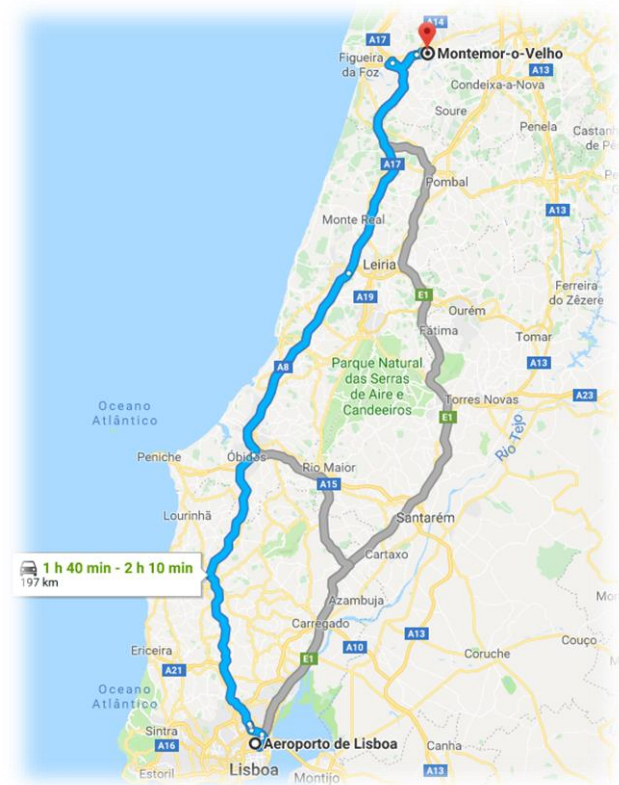 A14
A17
Montemor-o-Velho
Figueira
da Foz
A13
Condeixa-a-Nova
Soure
Penela
Castanh
de Pê
A17
Pombal
Monte Real
A13
Leiria
A19
E1
Ourém
Ferreira
do Zêzere
Fátima
Tomar
A8
Parque Natural
das Serras
de Aire e
Candeeiros
A13
A23
Torres Novas
E1
Oceano
Atlântico
Rio Tejo
Peniche
Óbidos
Rio Maior
A15
Lourinhã
Santarém
1 h 40 min - 2 h 10 min
197 km
Cartaxo
Azambuja
Carregado
A13
Couço
Ericeira
A10
E1
Coruche
A21
Oceano
Atlântico
Sintra
A16
Aeroporto de Lisboa
A14
Canha
Estoril
Lisboa
Montijo
A13